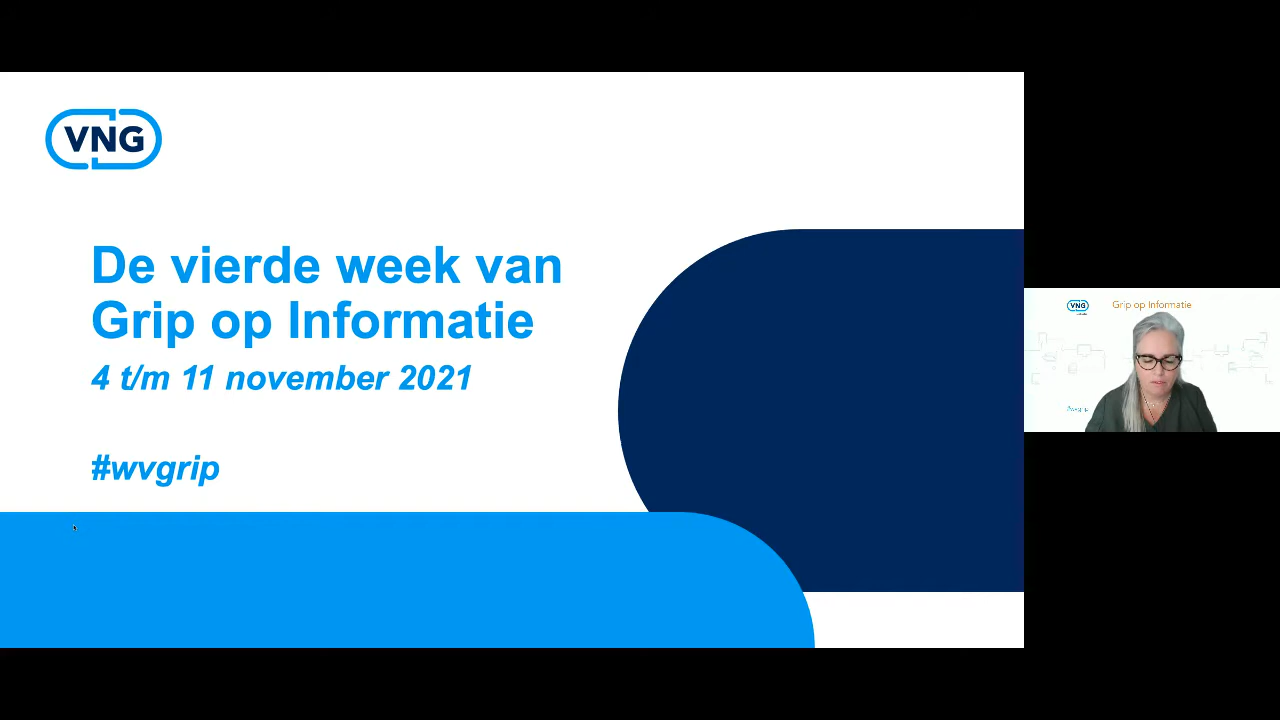 VNG
De vierde week van
Grip op Informatie
4 t/m 11 november 2021
#wvgrip
VNG
Grip op Informatie